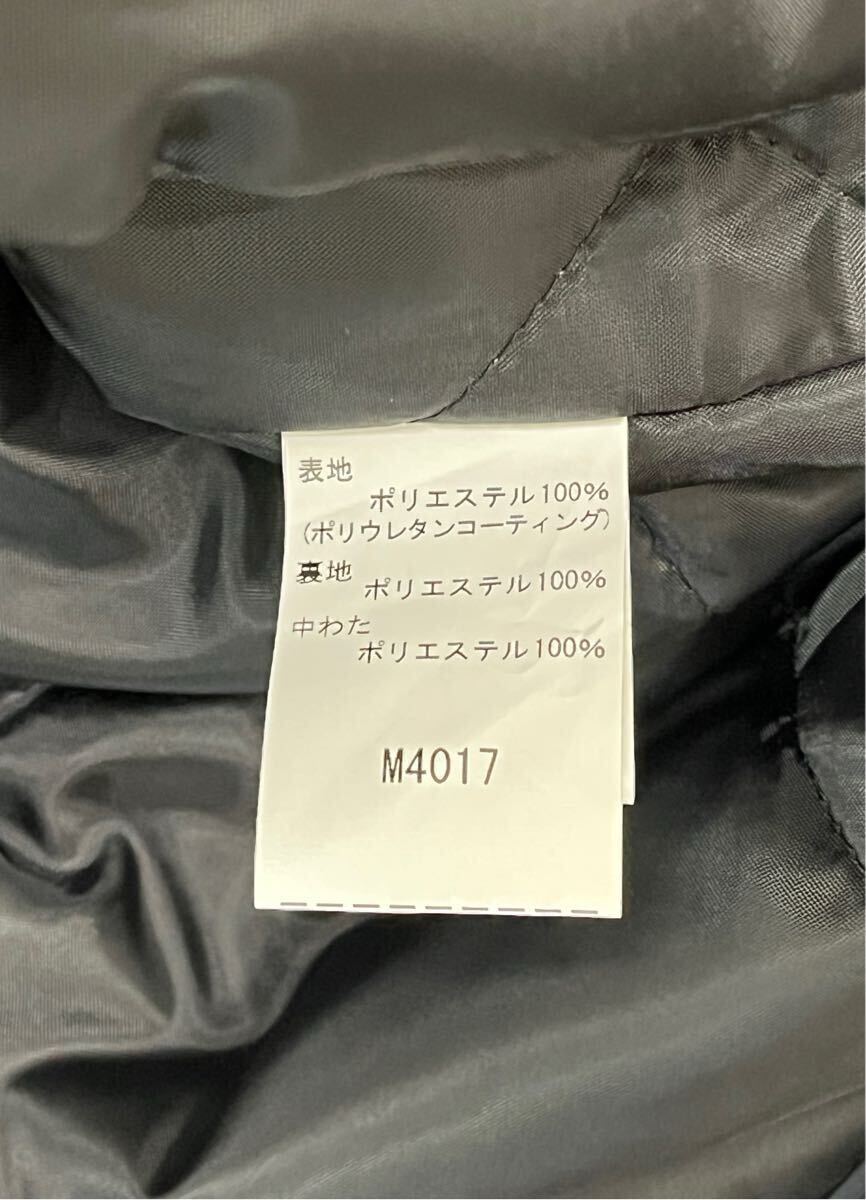 表地
ポリエステル100%
(ポリウレタンコーティング)
裏地
ポリエステル100%
中わた
ポリエステル100%
M4017